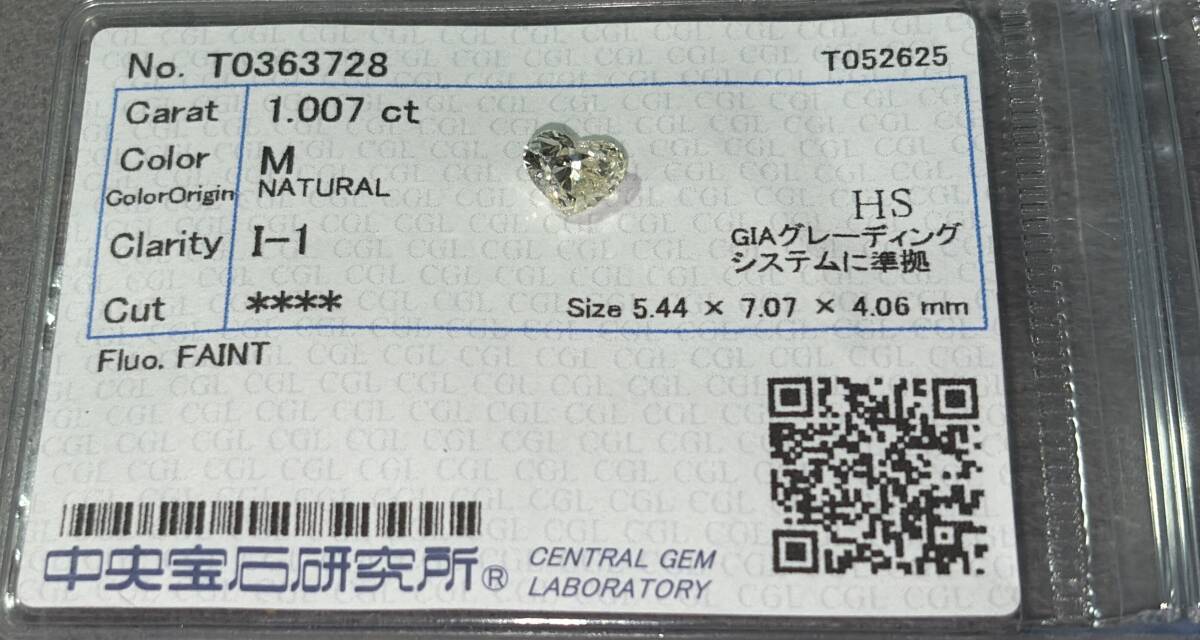 No. T0363728
T052625
Carat 1.007 ct
Color M
ColorOrigin NATURAL
HS
Clarity I-1
GIAグレーディング
システムに準拠
Cut ****
Size 5.44 × 7.07 × 4.06 mm
Fluo. FAINT
中央宝石研究所® CENTRAL GEM
LABORATORY